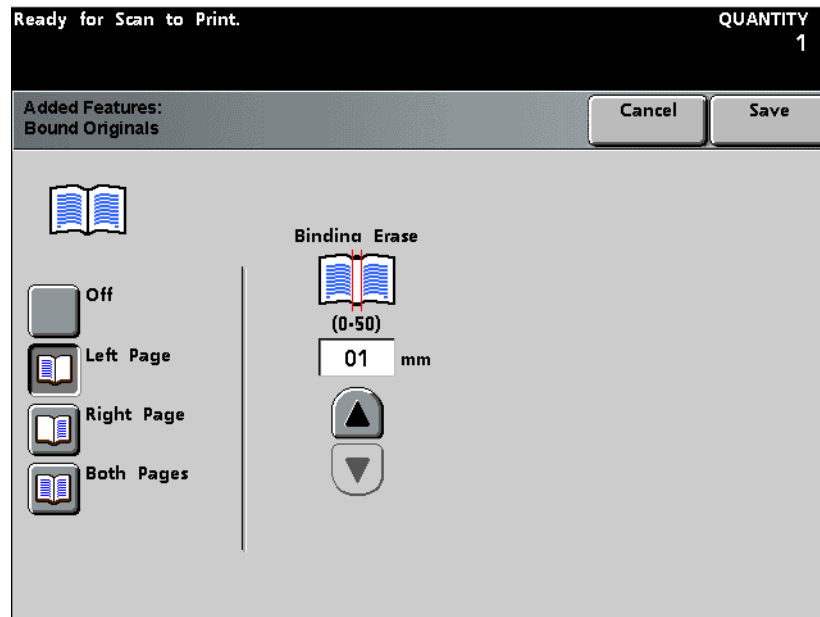 Ready for Scan to Print.
QUANTITY
1
Added Features:
Bound Originals
Cancel
Save
Binding Erase
(0-50)
01 mm
Off
Left Page
Right Page
Both Pages